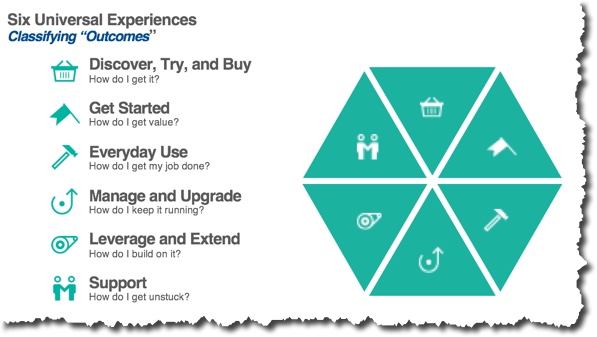 Six Universal Experiences
Classifying "Outcomes"
Discover, Try, and Buy
How do I get it?
Get Started
How do I get value?
Everyday Use
How do I get my job done?
Manage and Upgrade
How do I keep it running?
Leverage and Extend
How do I build on it?
Support
How do I get unstuck?